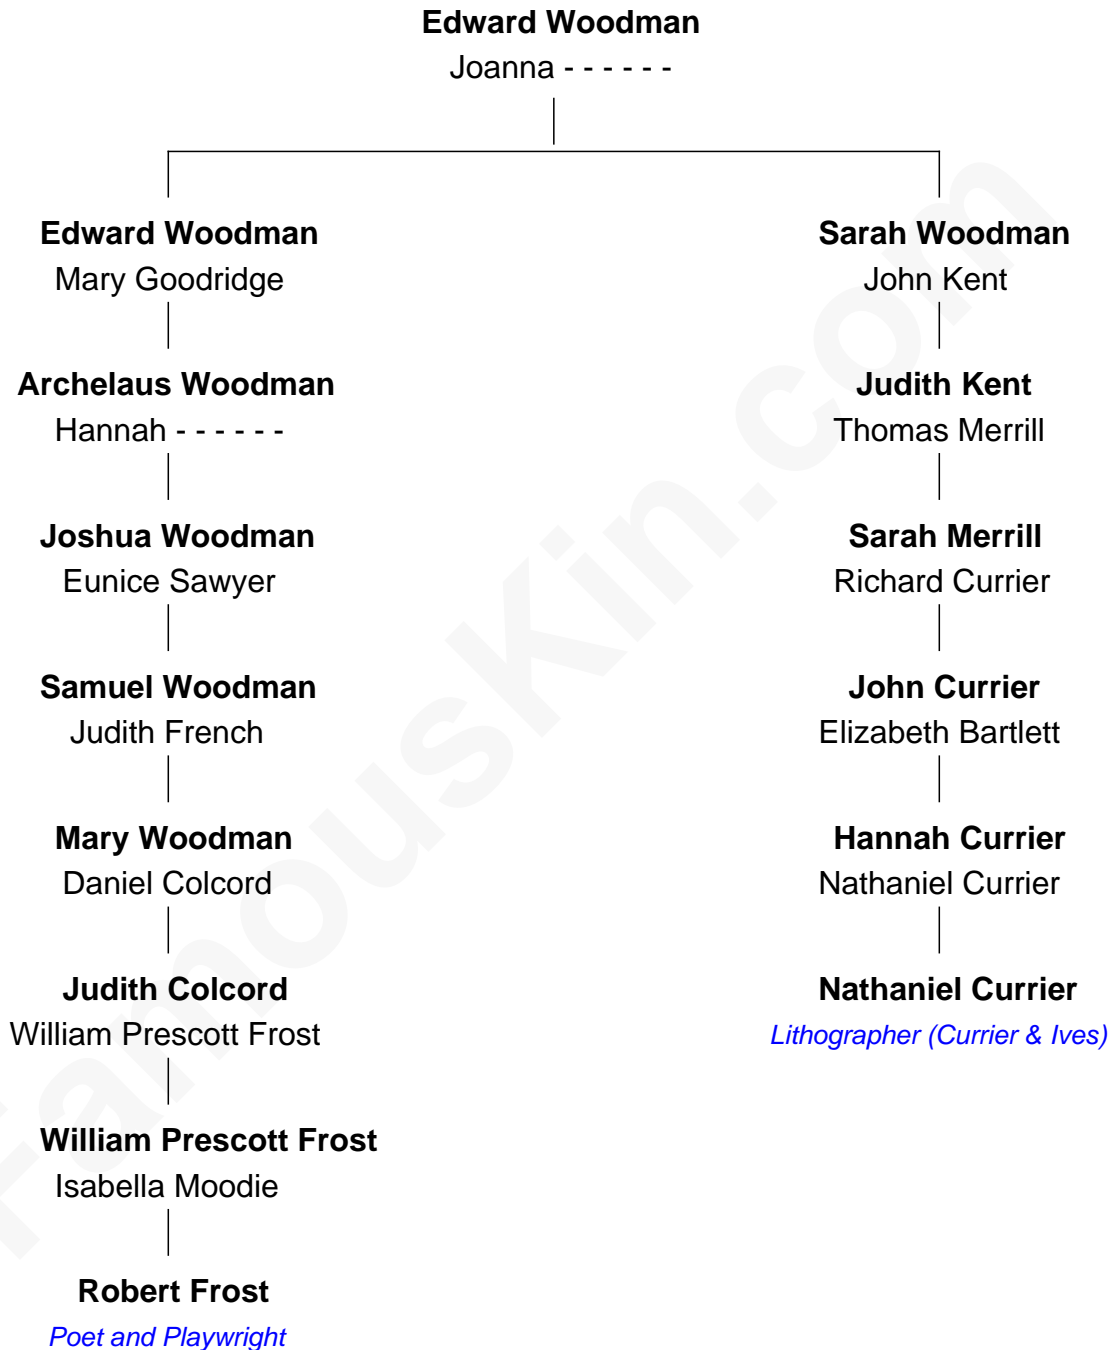 Edward Woodman
Joanna - - - - - -
Edward Woodman
Mary Goodridge
Archelaus Woodman
Hannah - - - - - -
Joshua Woodman
Eunice Sawyer
Samuel Woodman
Judith French
Mary Woodman
Daniel Colcord
Judith Colcord
William Prescott Frost
William Prescott Frost
Isabella Moodie
Robert Frost
Poet and Playwright
Sarah Woodman
John Kent
Judith Kent
Thomas Merrill
Sarah Merrill
Richard Currier
John Currier
Elizabeth Bartlett
Hannah Currier
Nathaniel Currier
Nathaniel Currier
Lithographer (Currier & Ives)
FamousKin.com